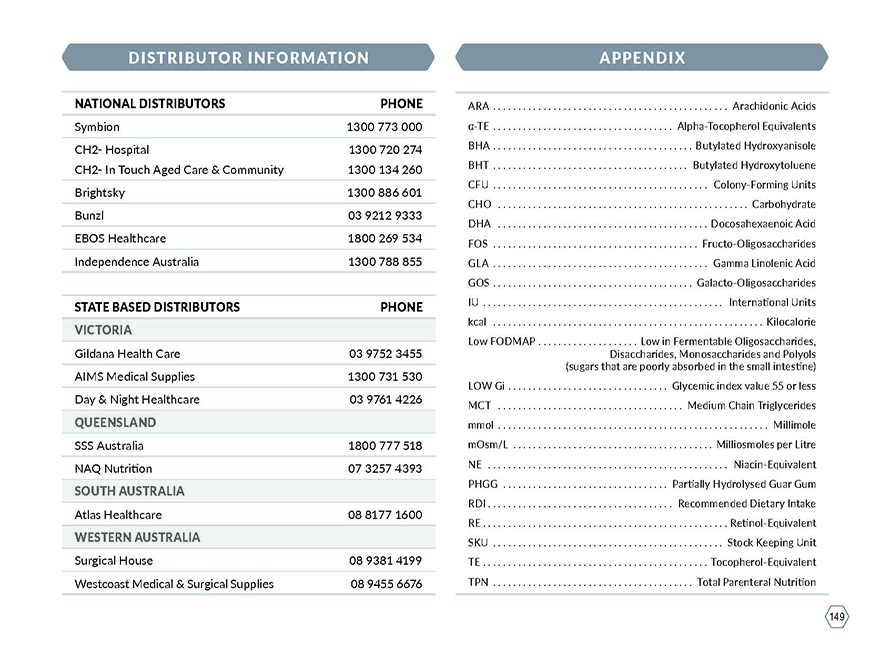 DISTRIBUTOR INFORMATION
NATIONAL DISTRIBUTORS PHONE
Symbion 1300 773 000
CH2- Hospital 1300 720 274
CH2- In Touch Aged Care & Community 1300 134 260
Brightsky 1300 886 601
Bunzl 03 9212 9333
EBOS Healthcare 1800 269 534
Independence Australia 1300 788 855
STATE BASED DISTRIBUTORS PHONE
VICTORIA
Gildana Health Care 03 9752 3455
AIMS Medical Supplies 1300 731 530
Day & Night Healthcare 03 9761 4226
QUEENSLAND
SSS Australia 1800 777 518
NAQ Nutrition 07 3257 4393
SOUTH AUSTRALIA
Atlas Healthcare 08 8177 1600
WESTERN AUSTRALIA
Surgical House 08 9381 4199
Westcoast Medical & Surgical Supplies 08 9455 6676
APPENDIX
ARA ..... Arachidonic Acids
α-TE ..... Alpha-Tocopherol Equivalents
BHA ..... Butylated Hydroxyanisole
BHT ..... Butylated Hydroxytoluene
CFU ..... Colony-Forming Units
CHO ..... Carbohydrate
DHA ..... Docosahexaenoic Acid
FOS ..... Fructo-Oligosaccharides
GLA ..... Gamma Linolenic Acid
GOS ..... Galacto-Oligosaccharides
IU ..... International Units
kcal ..... Kilocalorie
Low FODMAP ..... Low in Fermentable Oligosaccharides,
Disaccharides, Monosaccharides and Polyols
(sugars that are poorly absorbed in the small intestine)
LOW Gi ..... Glycemic index value 55 or less
MCT ..... Medium Chain Triglycerides
mmol ..... Millimole
mOsm/L ..... Milliosmoles per Litre
NE ..... Niacin-Equivalent
PHGG ..... Partially Hydrolysed Guar Gum
RDI ..... Recommended Dietary Intake
RE ..... Retinol-Equivalent
SKU ..... Stock Keeping Unit
TE ..... Tocopherol-Equivalent
TPN ..... Total Parenteral Nutrition
149